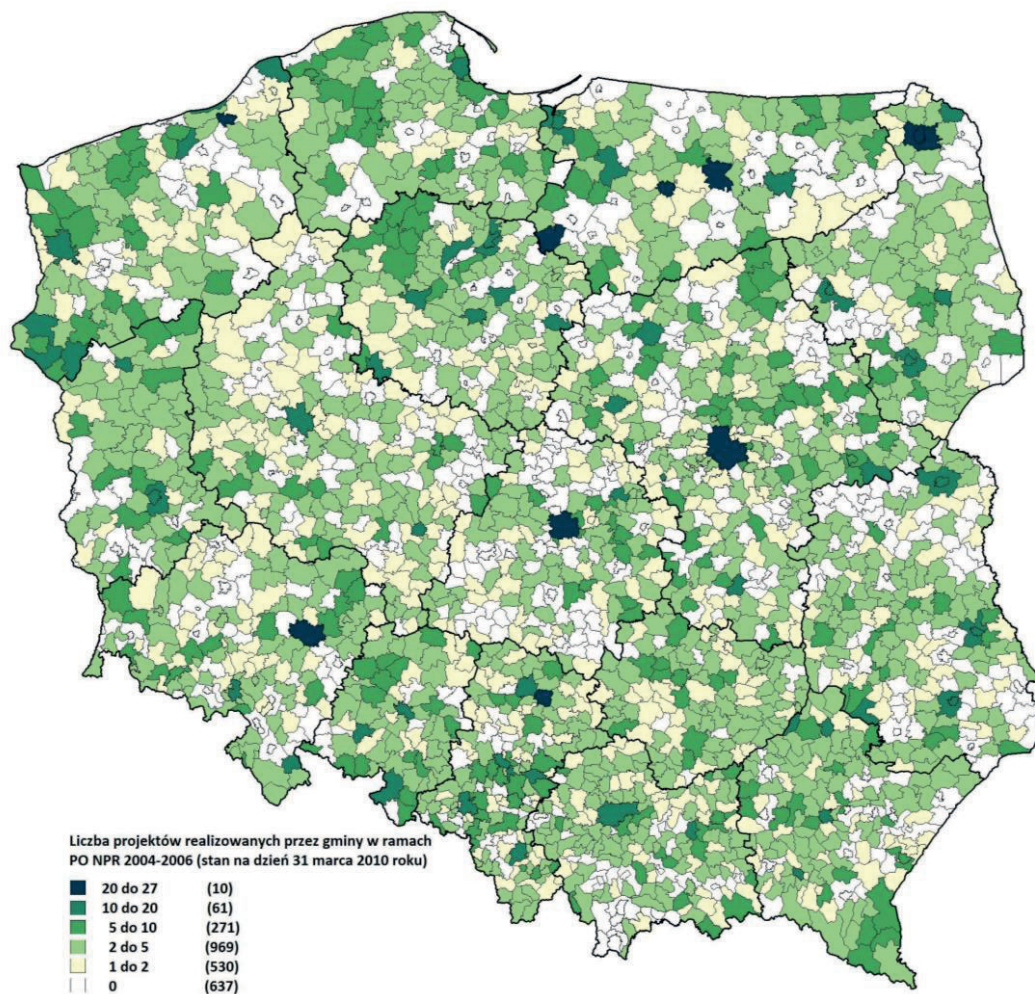 Liczba projektów realizowanych przez gminy w ramach
PO NPR 2004-2006 (stan na dzień 31 marca 2010 roku)
20 do 27 (10)
10 do 20 (61)
5 do 10 (271)
2 do 5 (969)
1 do 2 (530)
0 (637)